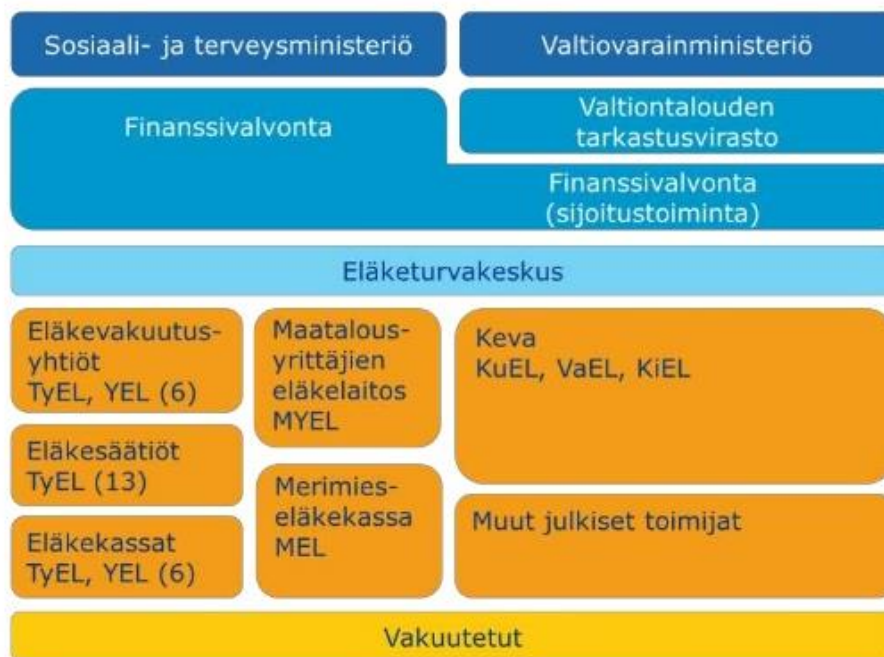 Sosiaali- ja terveysministeriö
Valtiovarainministeriö
Finanssivalvonta
Valtiontalouden
tarkastusvirasto
Finanssivalvonta
(sijoitustoiminta)
Eläketurvakeskus
Eläkevakuutus-
yhtiöt
TyEL, YEL (6)
Eläkesäätiöt
TyEL (13)
Eläkekassat
TyEL, YEL (6)
Maatalous-
yrittäjien
eläkelaitos
MYEL
Merimies-
eläkekassa
MEL
Keva
KuEL, VaEL, KiEL
Muut julkiset toimijat
Vakuutetut